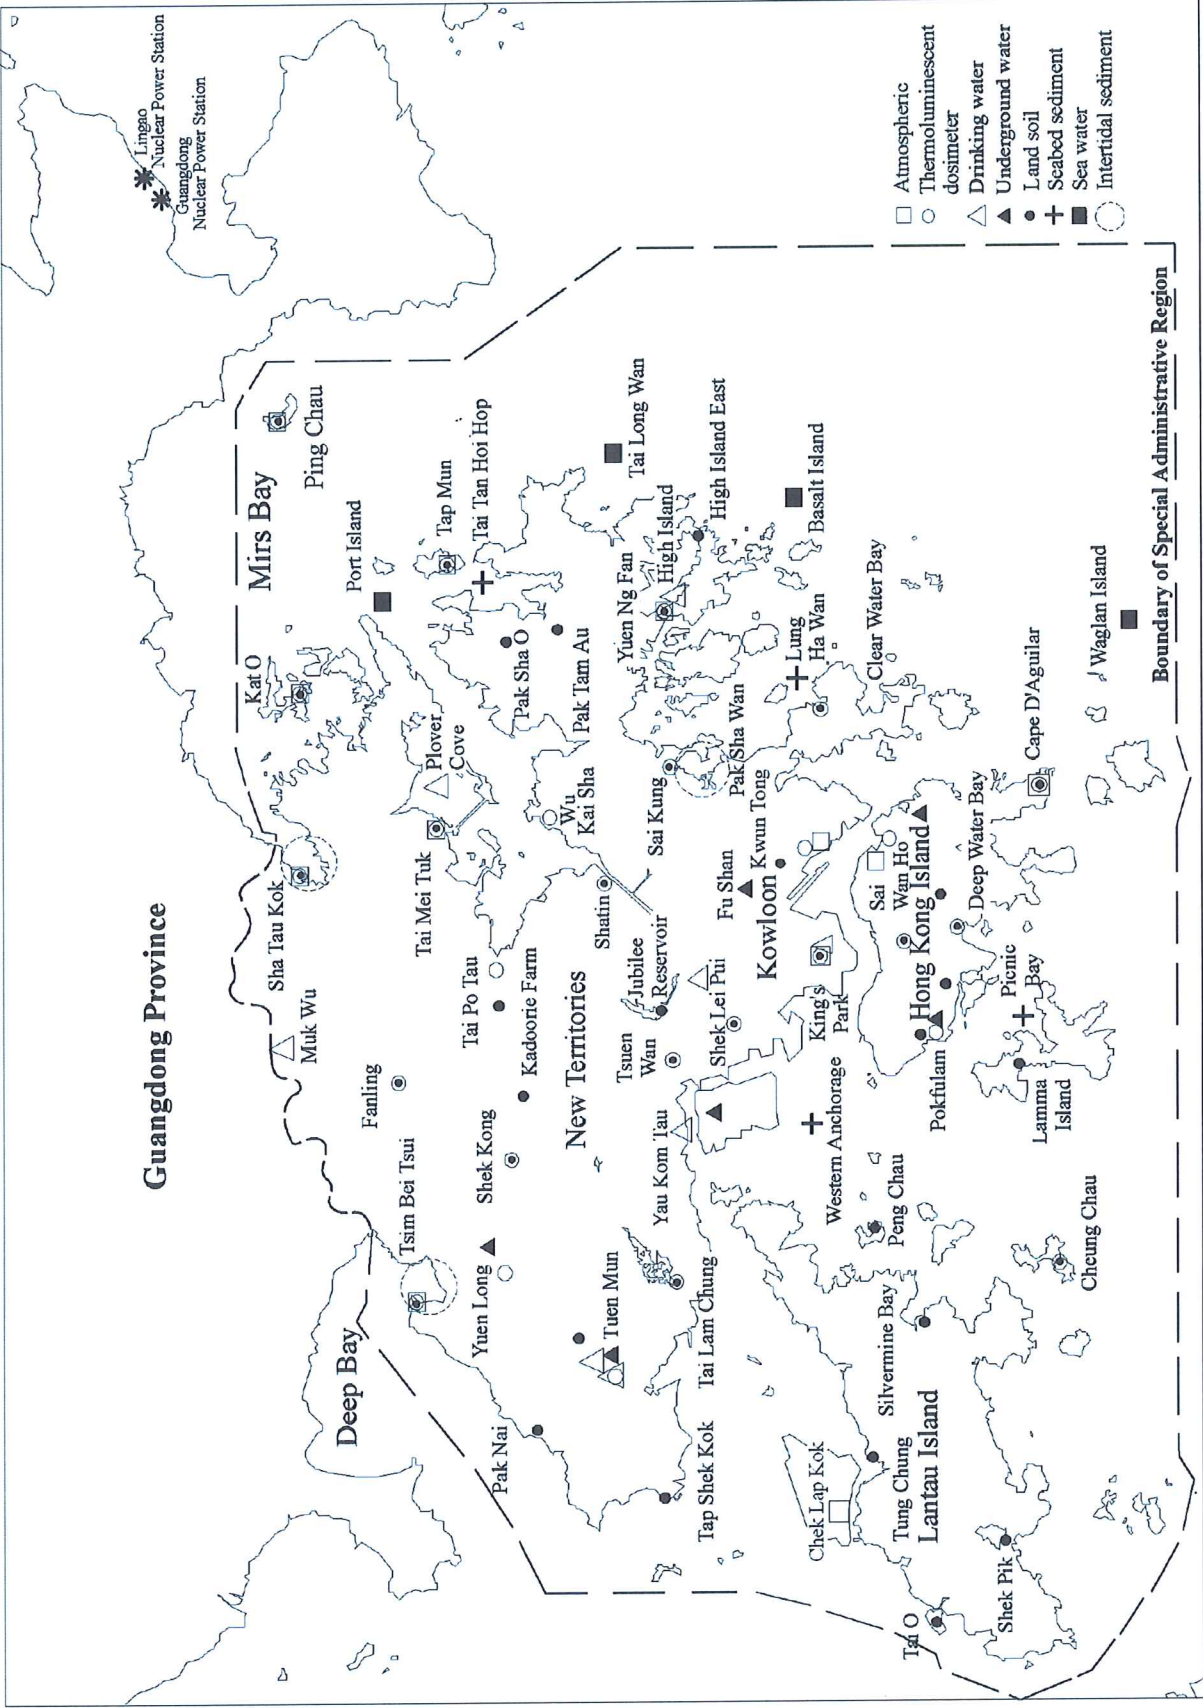 Guangdong Province
Lingao
Nuclear Power Station
Guangdong
Nuclear Power Station
Deep Bay
Mirs Bay
Ping Chau
Kat O
Sha Tau Kok
Muk Wu
Port Island
Fanling
Tsim Bei Tsui
Tap Mun
Tai Tan Hoi Hop
Plover
Cove
Tai Mei Tuk
Tai Po Tau
Shek Kong
Yuen Long
Pak Nai
Kadoorie Farm
Pak Sha O
Pak Tam Au
Wu
Kai Sha
New Territories
Shatin
Tuen Mun
Tai Long Wan
Yuen Ng Fan
High Island
High Island East
Sai Kung
Jubilee
Reservoir
Tsuen
Wan
Yau Kom Tau
Tai Lam Chung
Tap Shek Kok
Shek Lei Pui
Fu Shan
Kwun Tong
Pak Sha Wan
Kowloon
Lung
Ha Wan
Basalt Island
Clear Water Bay
King's
Park
Western Anchorage
Chek Lap Kok
Sai
Wan Ho
Hong Kong Island
Deep Water Bay
Silvermine Bay
Peng Chau
Pokfulam
Tung Chung
Lantau Island
Tai O
Shek Pik
Picnic
Bay
Lamma
Island
Cheung Chau
Cape D'Aguilar
Waglan Island
Boundary of Special Administrative Region
Atmospheric
Thermoluminescent
dosimeter
Drinking water
Underground water
Land soil
Seabed sediment
Sea water
Intertidal sediment